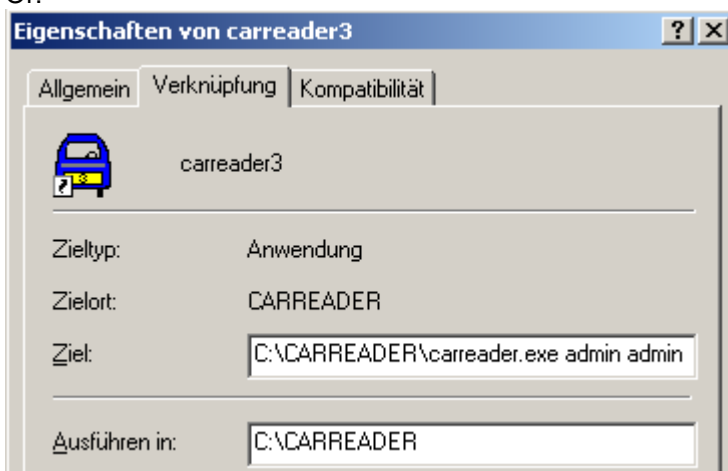 Eigenschaften von carreader3
Allgemein Verknüpfung Kompatibilität
carreader3
Zieltyp: Anwendung
Zielort: CARREADER
Ziel: C:\CARREADER\carreader.exe admin admin
Ausführen in: C:\CARREADER